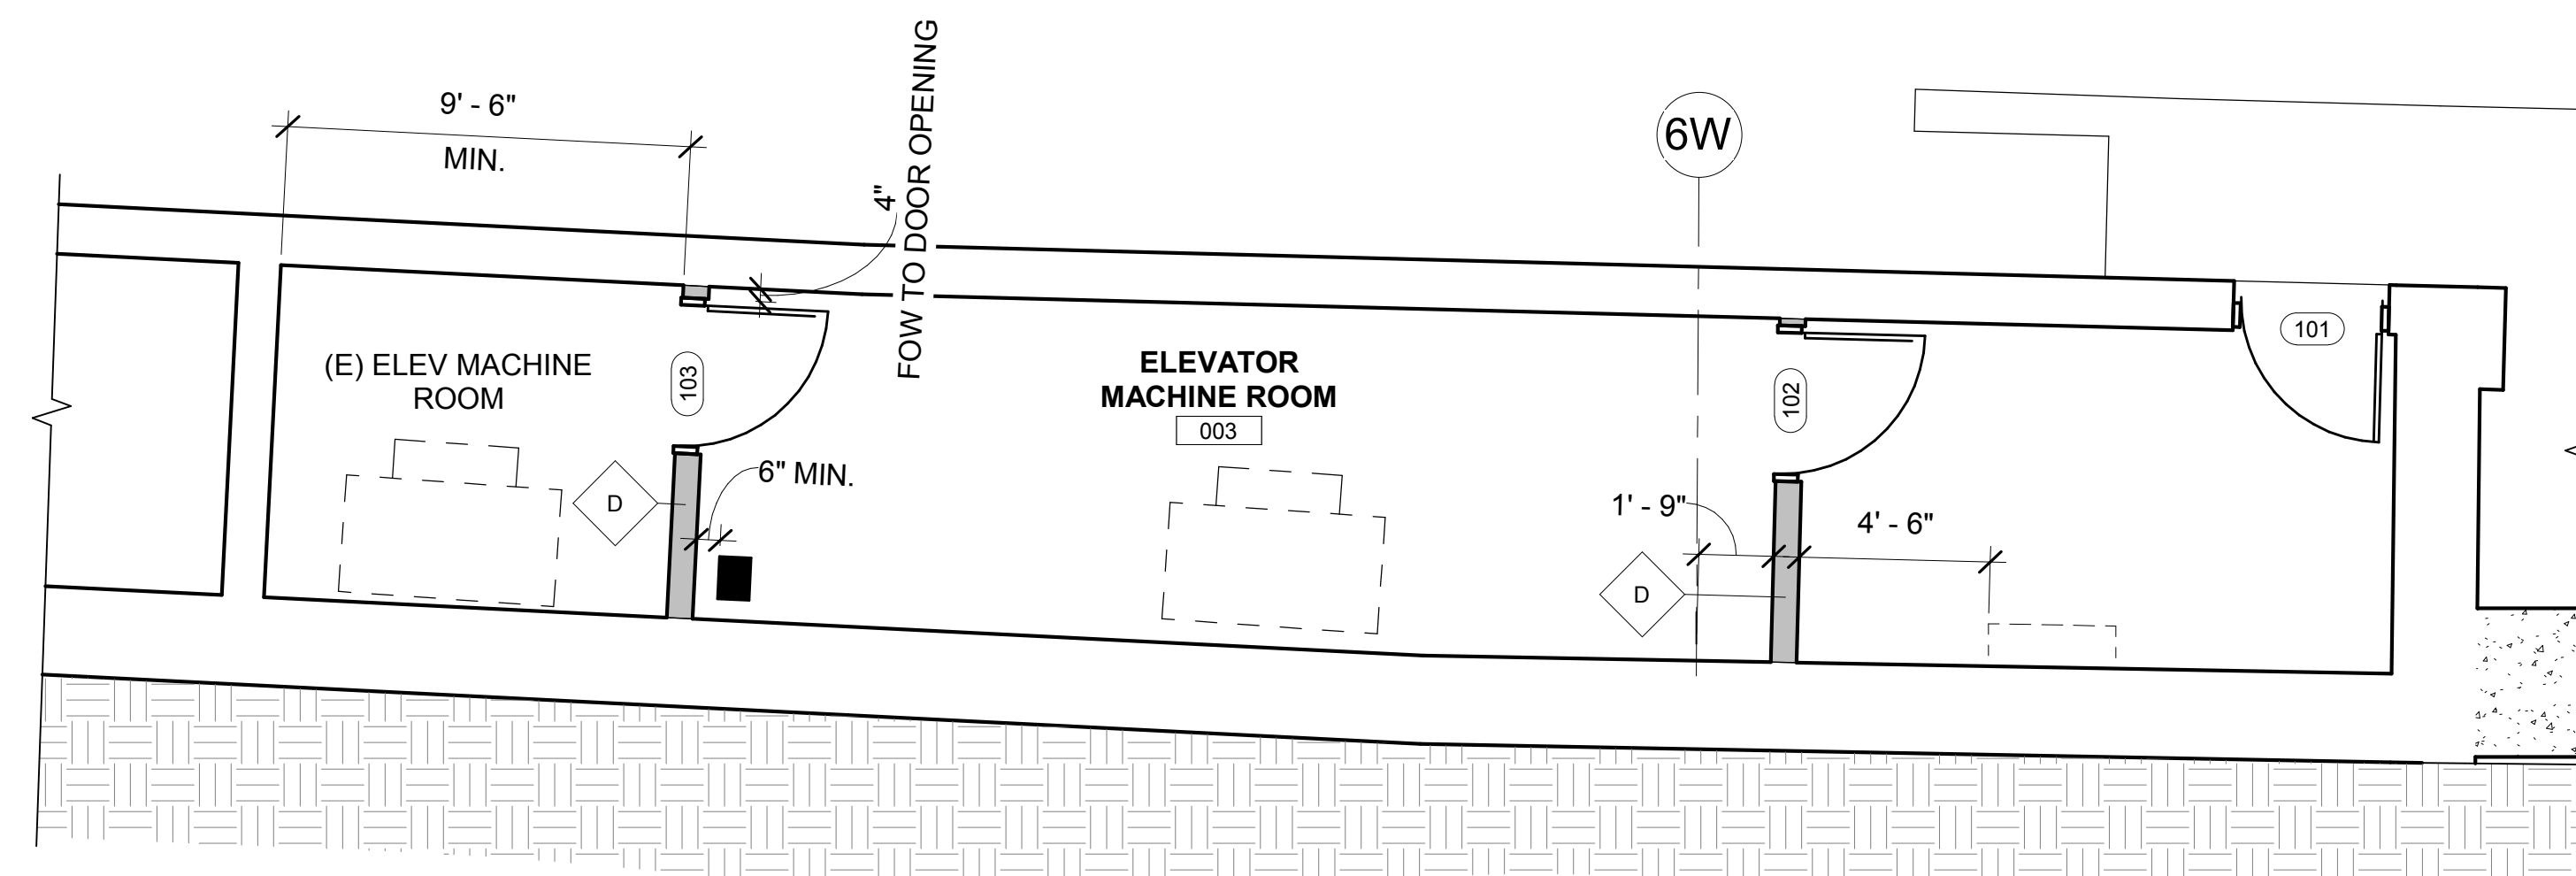 9' - 6"
MIN.
4"
FOW TO DOOR OPENING
6W
101
(E) ELEV MACHINE
ROOM
103
ELEVATOR
MACHINE ROOM
003
102
D
6" MIN.
1' - 9"
4' - 6"
D